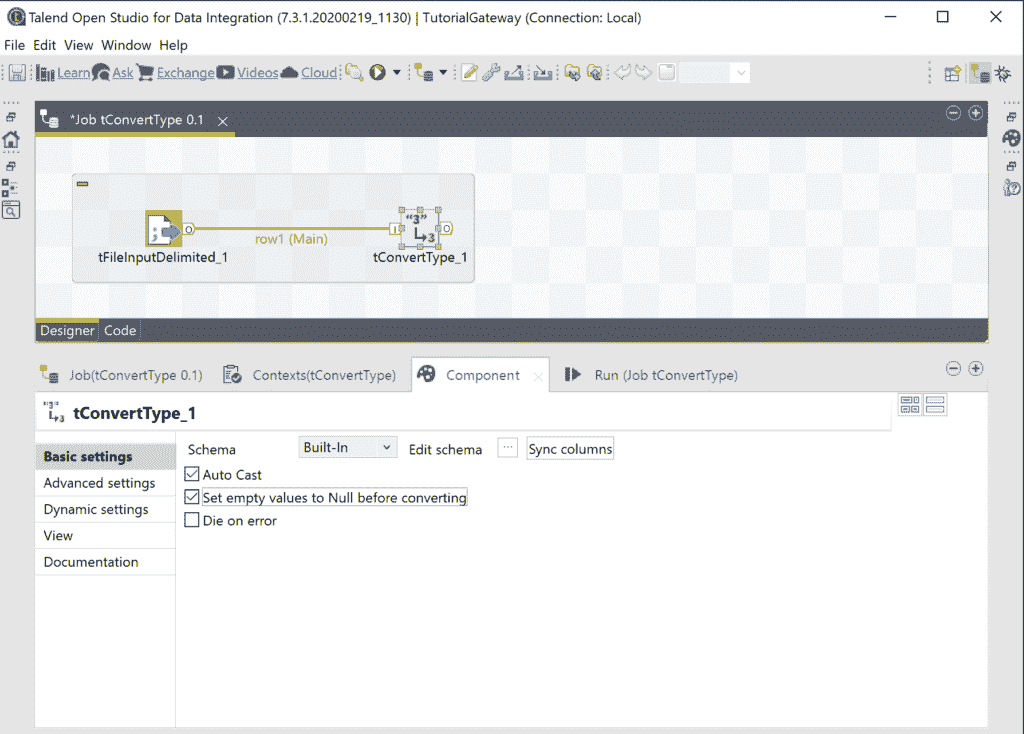 Talend Open Studio for Data Integration (7.3.1.20200219_1130) | TutorialGateway (Connection: Local)
File Edit View Window Help
Learn Ask Exchange Videos Cloud
*Job tConvertType 0.1
"3"
3
row1 (Main)
tFileInputDelimited_1 tConvertType_1
Designer Code
Job(tConvertType 0.1) Contexts(tConvertType) Component Run (Job tConvertType)
"3"
3
tConvertType_1
Basic settings
Advanced settings
Dynamic settings
View
Documentation
Schema Built-In Edit schema ... Sync columns
Auto Cast
Set empty values to Null before converting
Die on error